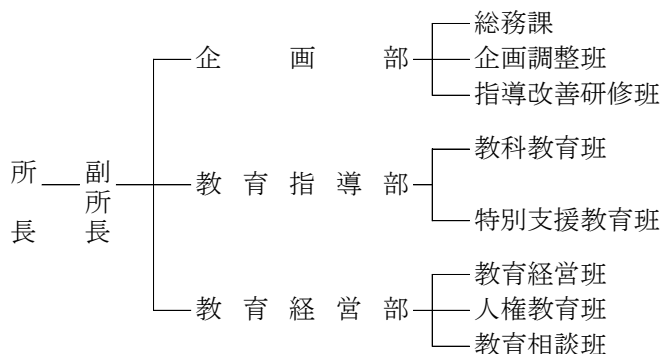 所長
副所長
企画部
総務課
企画調整班
指導改善研修班
教育指導部
教科教育班
特別支援教育班
教育経営部
教育経営班
人権教育班
教育相談班